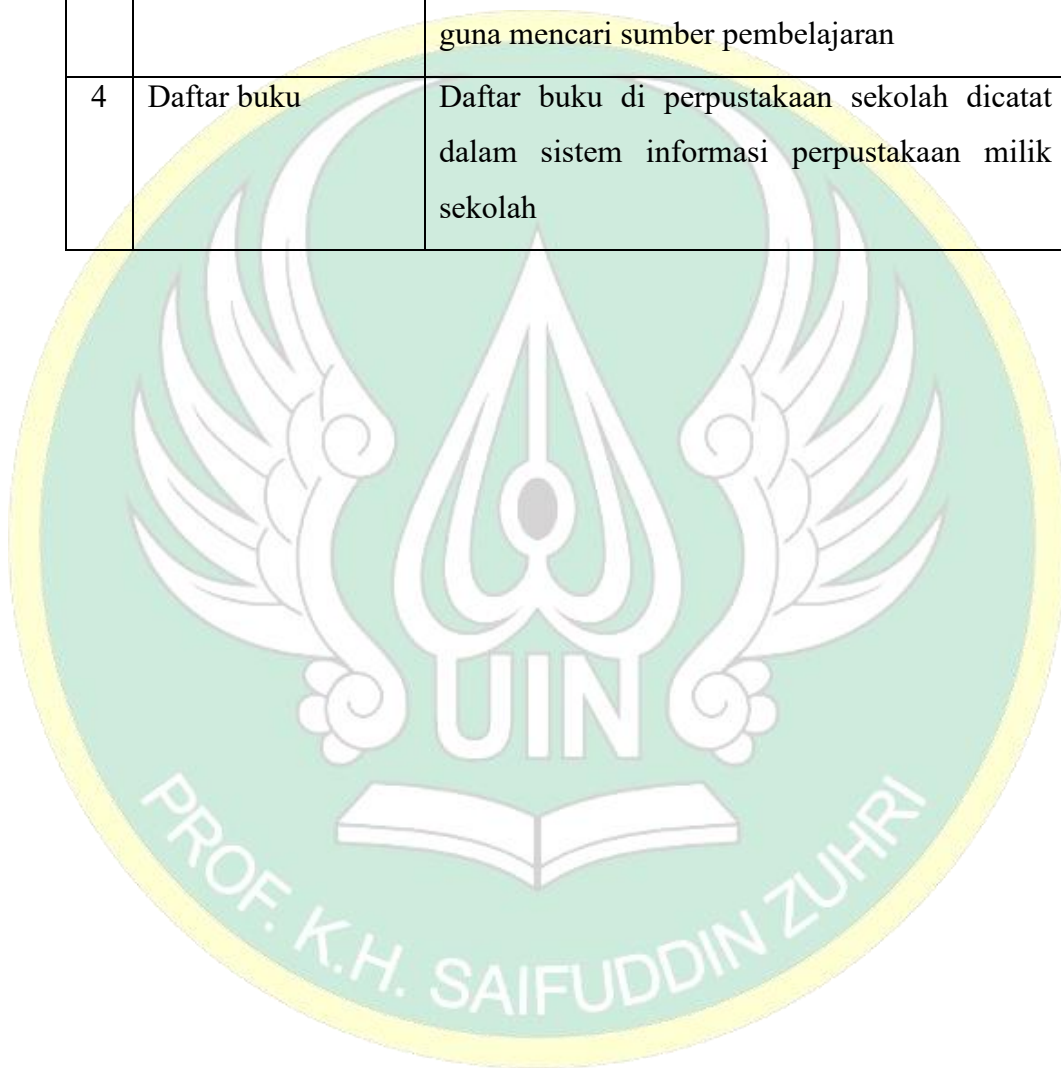 guna mencari sumber pembelajaran
4 Daftar buku Daftar buku di perpustakaan sekolah dicatat
dalam sistem informasi perpustakaan milik
sekolah
UIN
PROF. K.H. SAIFUDDIN ZUHRI